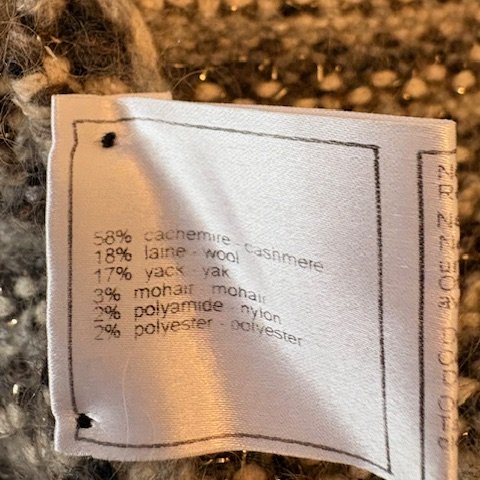 58% cachemire - cashmere
18% laine - wool
17% yack - yak
3% mohair - mohair
2% polyamide - nylon
2% polyester - polyester